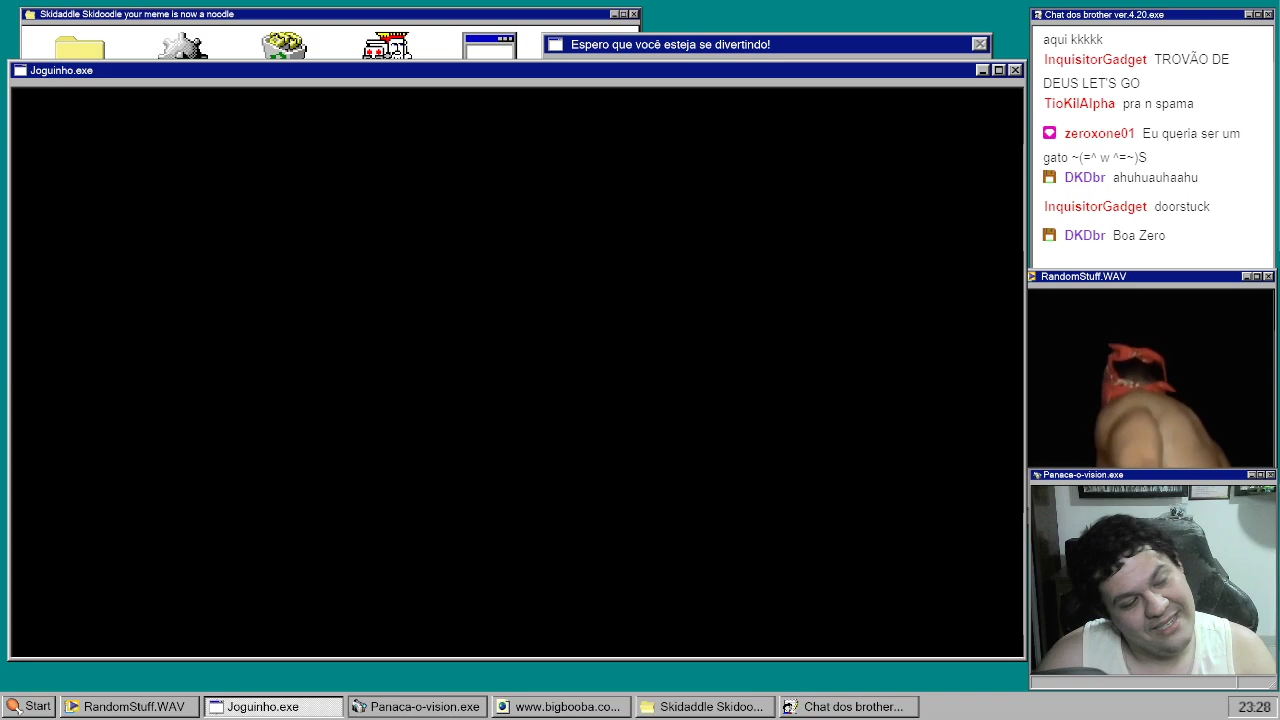 Skidaddle Skidoodle your meme is now a noodle
Espero que você esteja se divertindo!
Joguinho.exe
Chat dos brother ver.4.20.exe
aqui kkkkk
InquisitorGadget TROVÃO DE
DEUS LET'S GO
TioKilAlpha pra n spama
zeroxone01 Eu queria ser um
gato ~(=^ w ^=~)S
DKDbr ahuhuauhaahu
InquisitorGadget doorstuck
DKDbr Boa Zero
RandomStuff.WAV
Panaca-o-vision.exe
Start
RandomStuff.WAV
Joguinho.exe
Panaca-o-vision.exe
www.bigbooba.co...
Skidaddle Skidoo...
Chat dos brother...
23:28